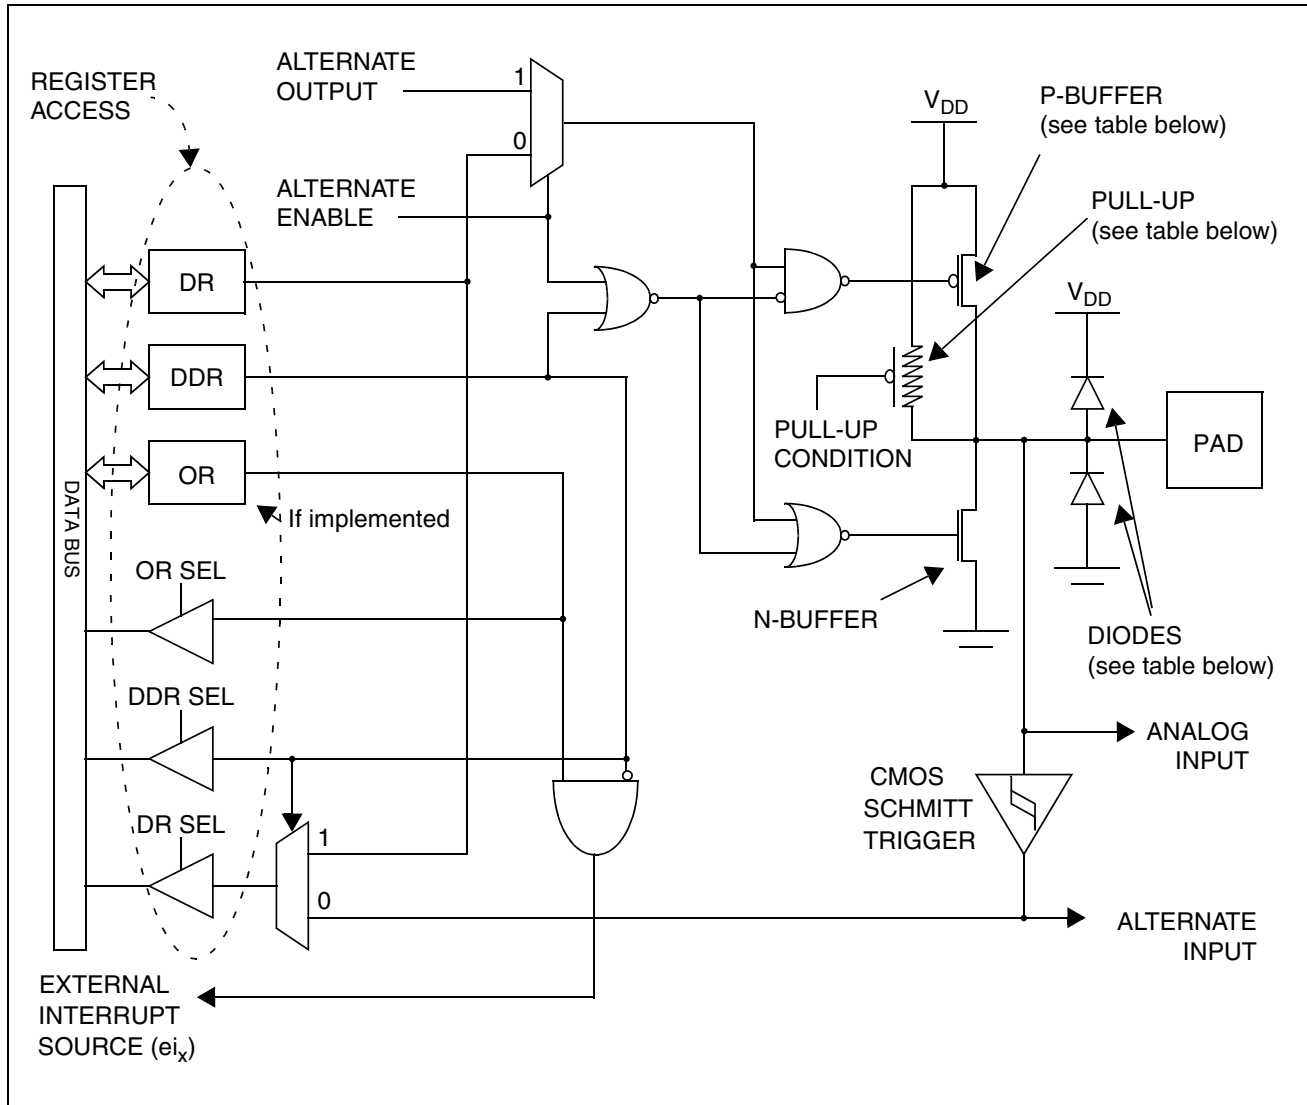 REGISTER
ACCESS
ALTERNATE
OUTPUT
1
0
ALTERNATE
ENABLE
VDD
P-BUFFER
(see table below)
PULL-UP
(see table below)
VDD
DR
DDR
OR
If implemented
DATA BUS
PULL-UP
CONDITION
PAD
OR SEL
N-BUFFER
DIODES
(see table below)
DDR SEL
ANALOG
INPUT
CMOS
SCHMITT
TRIGGER
DR SEL
1
0
ALTERNATE
INPUT
EXTERNAL
INTERRUPT
SOURCE (eix)